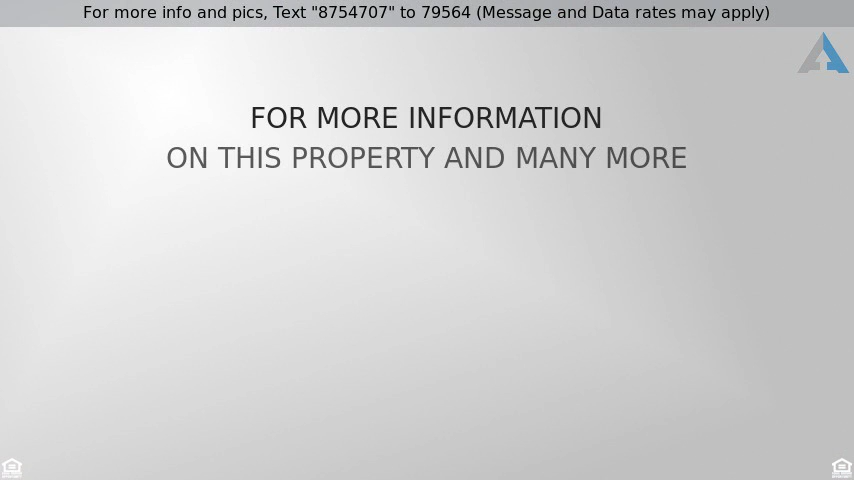 For more info and pics, Text "8754707" to 79564 (Message and Data rates may apply)
FOR MORE INFORMATION
ON THIS PROPERTY AND MANY MORE